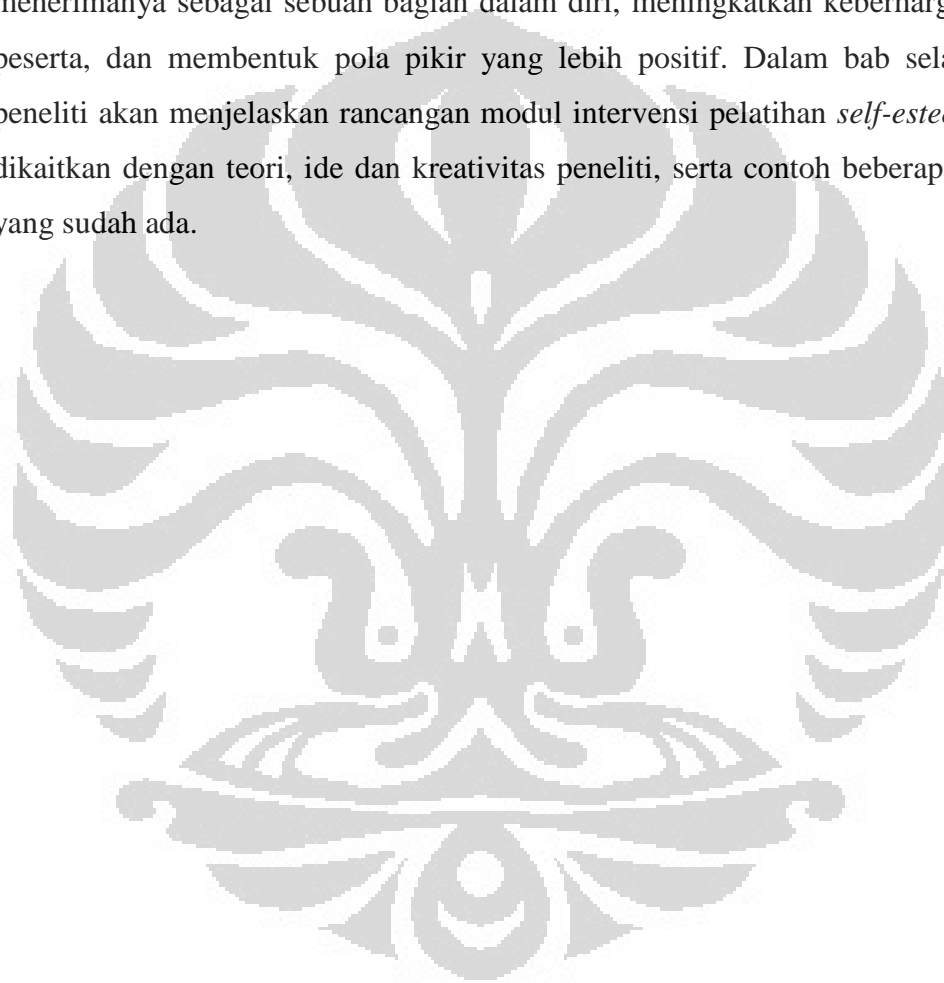 menerimanya sebagai sebuah bagian dalam diri, meningkatkan keberharg
peserta, dan membentuk pola pikir yang lebih positif. Dalam bab sela
peneliti akan menjelaskan rancangan modul intervensi pelatihan self-estee
dikaitkan dengan teori, ide dan kreativitas peneliti, serta contoh beberap
yang sudah ada.